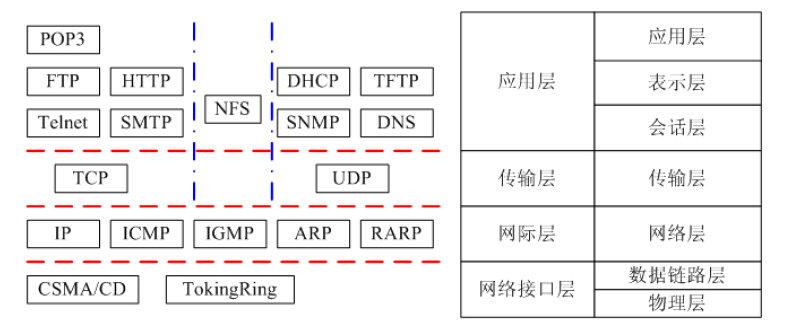 POP3
FTP HTTP NFS DHCP TFTP
Telnet SMTP SNMP DNS
TCP UDP
IP ICMP IGMP ARP RARP
CSMA/CD TokingRing
应用层 应用层
表示层
会话层
传输层 传输层
网际层 网络层
网络接口层 数据链路层
物理层